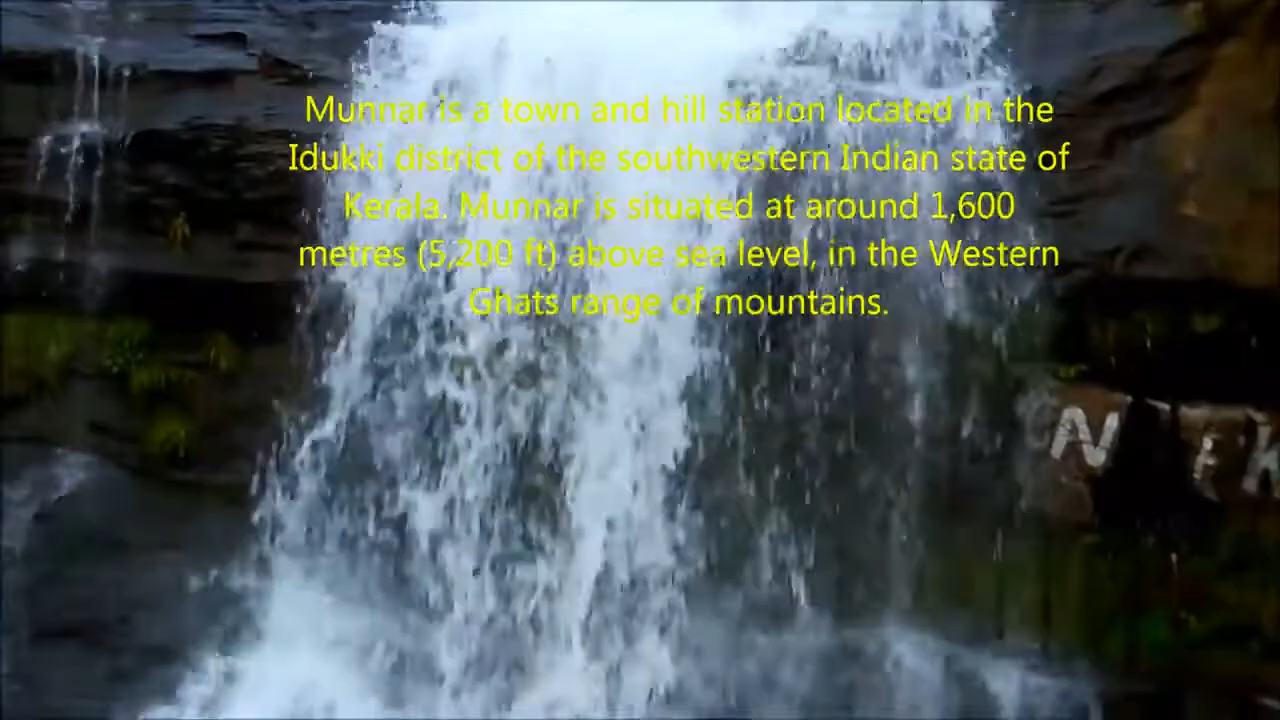 Munnar is a town and hill station located in the
Idukki district of the southwestern Indian state of
Kerala. Munnar is situated at around 1,600
metres (5,200 ft) above sea level, in the Western
Ghats range of mountains.